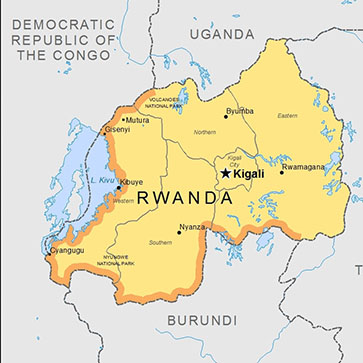 DEMOCRATIC
REPUBLIC OF
THE CONGO
UGANDA
VOLCANOES
NATIONAL PARK
Mutura
Gisenyi
Byumba
Eastern
Northern
Kigali
City
Kigali
Rwamagana
L. Kivu
Kibuye
Western
RWANDA
Nyanza
Southern
Cyangugu
NYUNGWE
NATIONAL PARK
BURUNDI
T